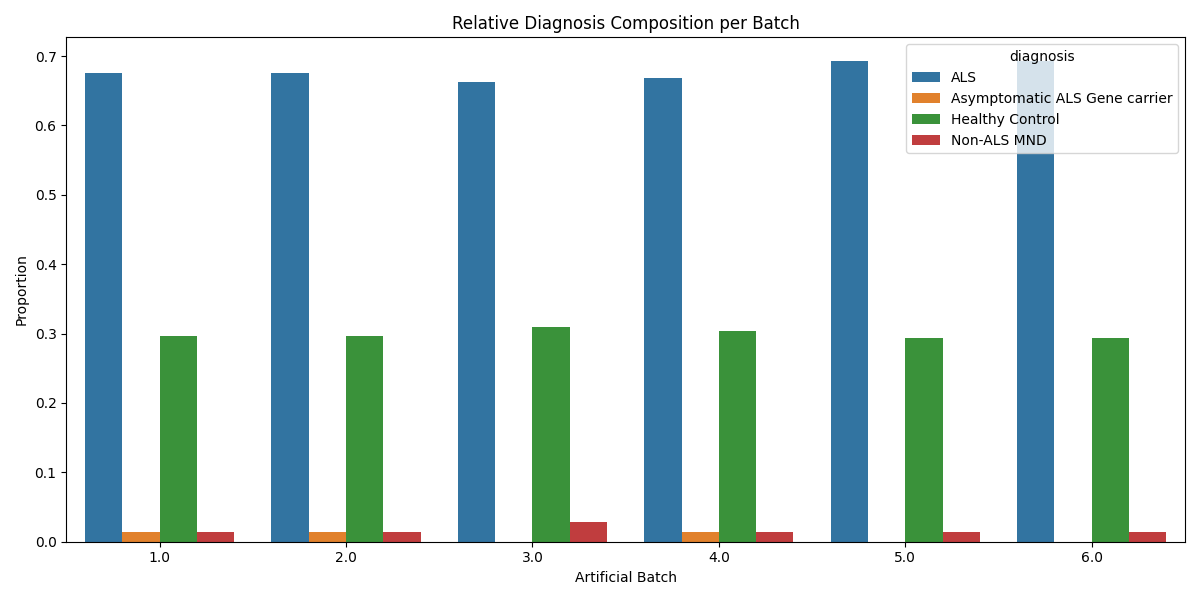 Relative Diagnosis Composition per Batch
diagnosis
ALS
Asymptomatic ALS Gene carrier
Healthy Control
Non-ALS MND
Proportion
0.7
0.6
0.5
0.4
0.3
0.2
0.1
0.0
1.0 2.0 3.0 4.0 5.0 6.0
Artificial Batch